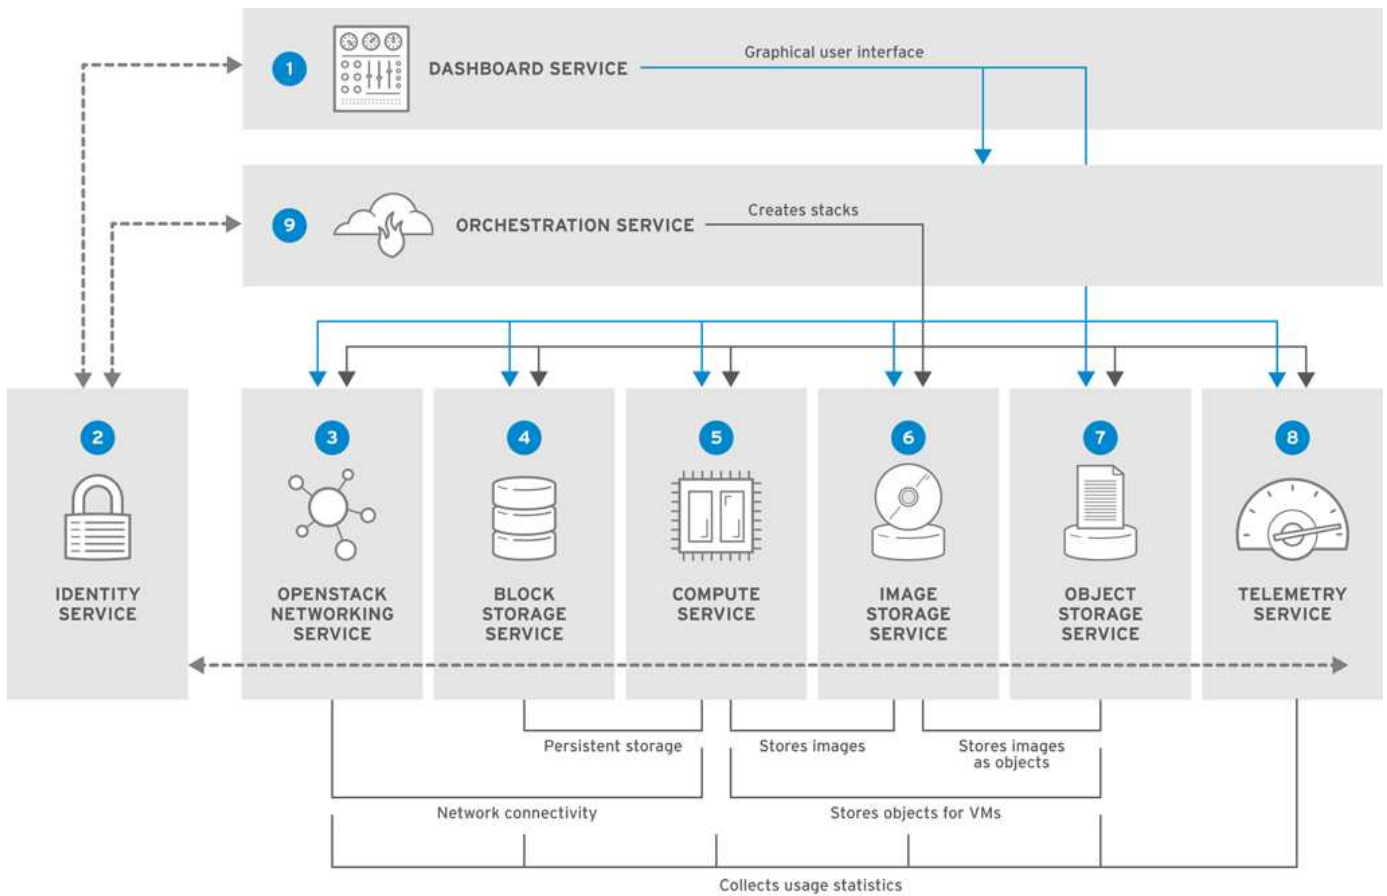 1
DASHBOARD SERVICE
Graphical user interface
9
ORCHESTRATION SERVICE
Creates stacks
2
IDENTITY
SERVICE
3
OPENSTACK
NETWORKING
SERVICE
4
BLOCK
STORAGE
SERVICE
5
COMPUTE
SERVICE
6
IMAGE
STORAGE
SERVICE
7
OBJECT
STORAGE
SERVICE
8
TELEMETRY
SERVICE
Persistent storage
Stores images
Stores images
as objects
Network connectivity
Stores objects for VMs
Collects usage statistics